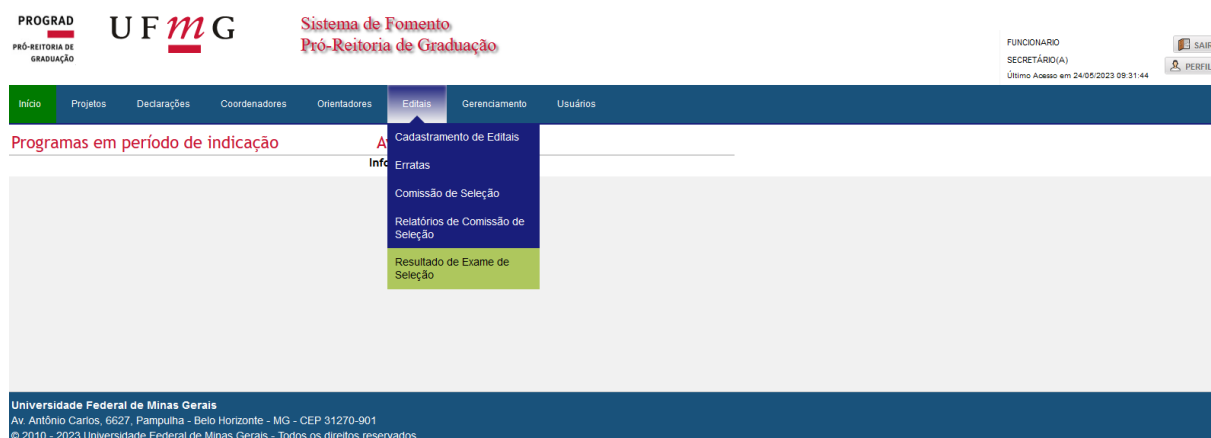 PROGRAD
PRÓ-REITORIA DE
GRADUAÇÃO
UFmG
Sistema de Fomento
Pró-Reitoria de Graduação
FUNCIONARIO
SECRETÁRIO(A)
Último Acesso em 24/05/2023 09:31:44
SAIR
PERFIL
Início Projetos Declarações Coordenadores Orientadores Editais Gerenciamento Usuários
Programas em período de indicação
Cadastramento de Editais
Erratas
Comissão de Seleção
Relatórios de Comissão de
Seleção
Resultado de Exame de
Seleção
Universidade Federal de Minas Gerais
Av. Antônio Carlos, 6627, Pampulha - Belo Horizonte - MG - CEP 31270-901
© 2010 - 2023 Universidade Federal de Minas Gerais - Todos os direitos reservados